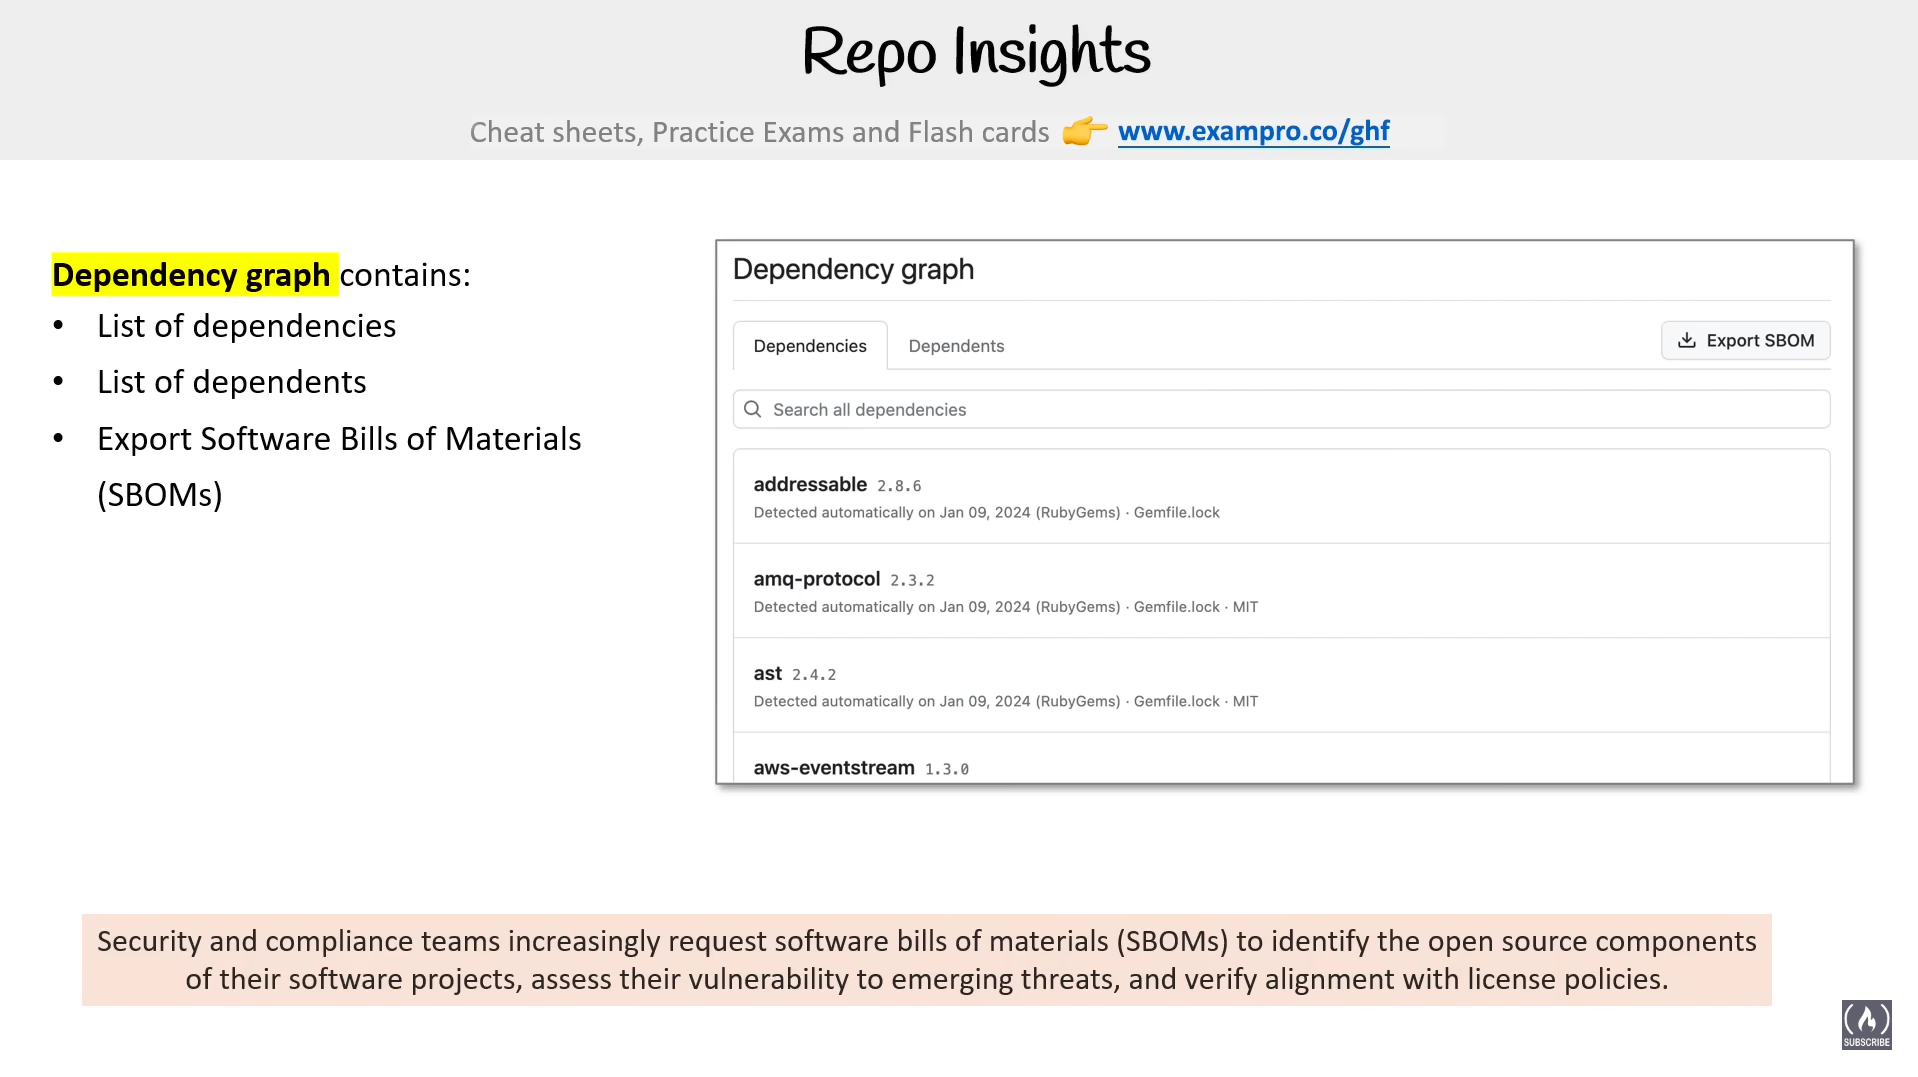 Repo Insights
Cheat sheets, Practice Exams and Flash cards 👉 www.exampro.co/ghf
Dependency graph contains:
• List of dependencies
• List of dependents
• Export Software Bills of Materials
(SBOMs)
Dependency graph
Dependencies Dependents Export SBOM
Search all dependencies
addressable 2.8.6
Detected automatically on Jan 09, 2024 (RubyGems) · Gemfile.lock
amq-protocol 2.3.2
Detected automatically on Jan 09, 2024 (RubyGems) · Gemfile.lock · MIT
ast 2.4.2
Detected automatically on Jan 09, 2024 (RubyGems) · Gemfile.lock · MIT
aws-eventstream 1.3.0
Security and compliance teams increasingly request software bills of materials (SBOMs) to identify the open source components
of their software projects, assess their vulnerability to emerging threats, and verify alignment with license policies.
SUBSCRIBE